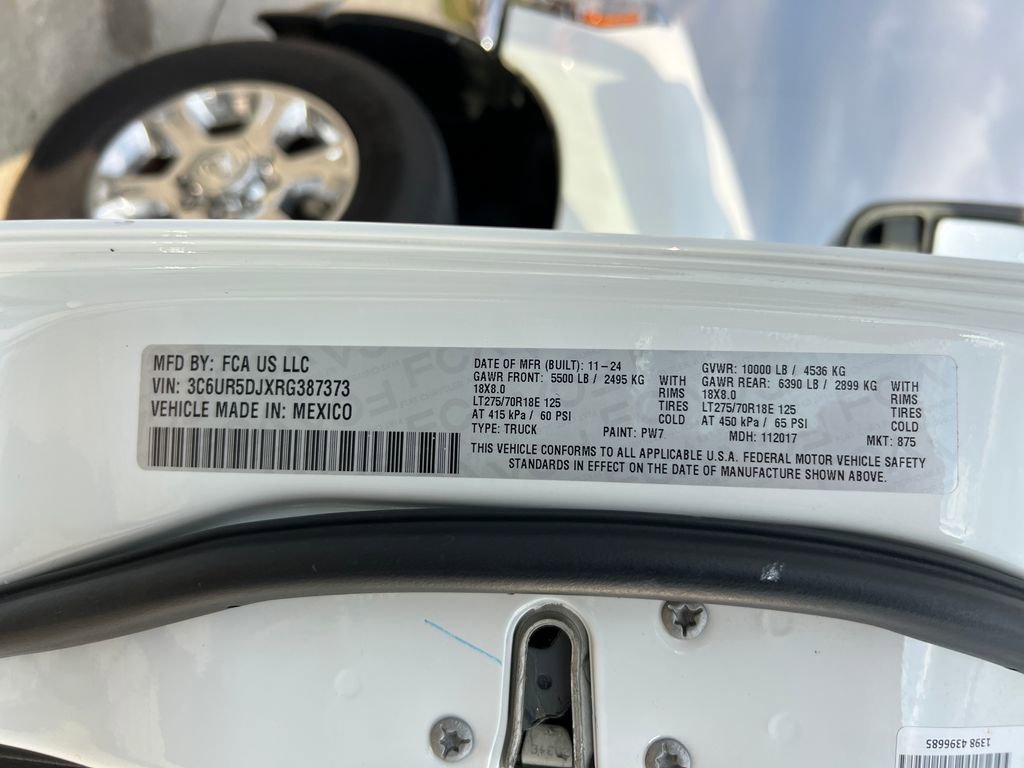 MFD BY: FCA US LLC
VIN: 3C6UR5DJXRG387373
VEHICLE MADE IN: MEXICO
DATE OF MFR (BUILT): 11-24
GAWR FRONT: 5500 LB / 2495 KG WITH
18X8.0 RIMS
LT275/70R18E 125 TIRES
AT 415 kPa / 60 PSI COLD
TYPE: TRUCK PAINT: PW7
GVWR: 10000 LB / 4536 KG
GAWR REAR: 6390 LB / 2899 KG WITH
18X8.0 RIMS
LT275/70R18E 125 TIRES
AT 450 kPa / 65 PSI COLD
MDH: 112017 MKT: 875
THIS VEHICLE CONFORMS TO ALL APPLICABLE U.S.A. FEDERAL MOTOR VEHICLE SAFETY
STANDARDS IN EFFECT ON THE DATE OF MANUFACTURE SHOWN ABOVE.
1398 4396685